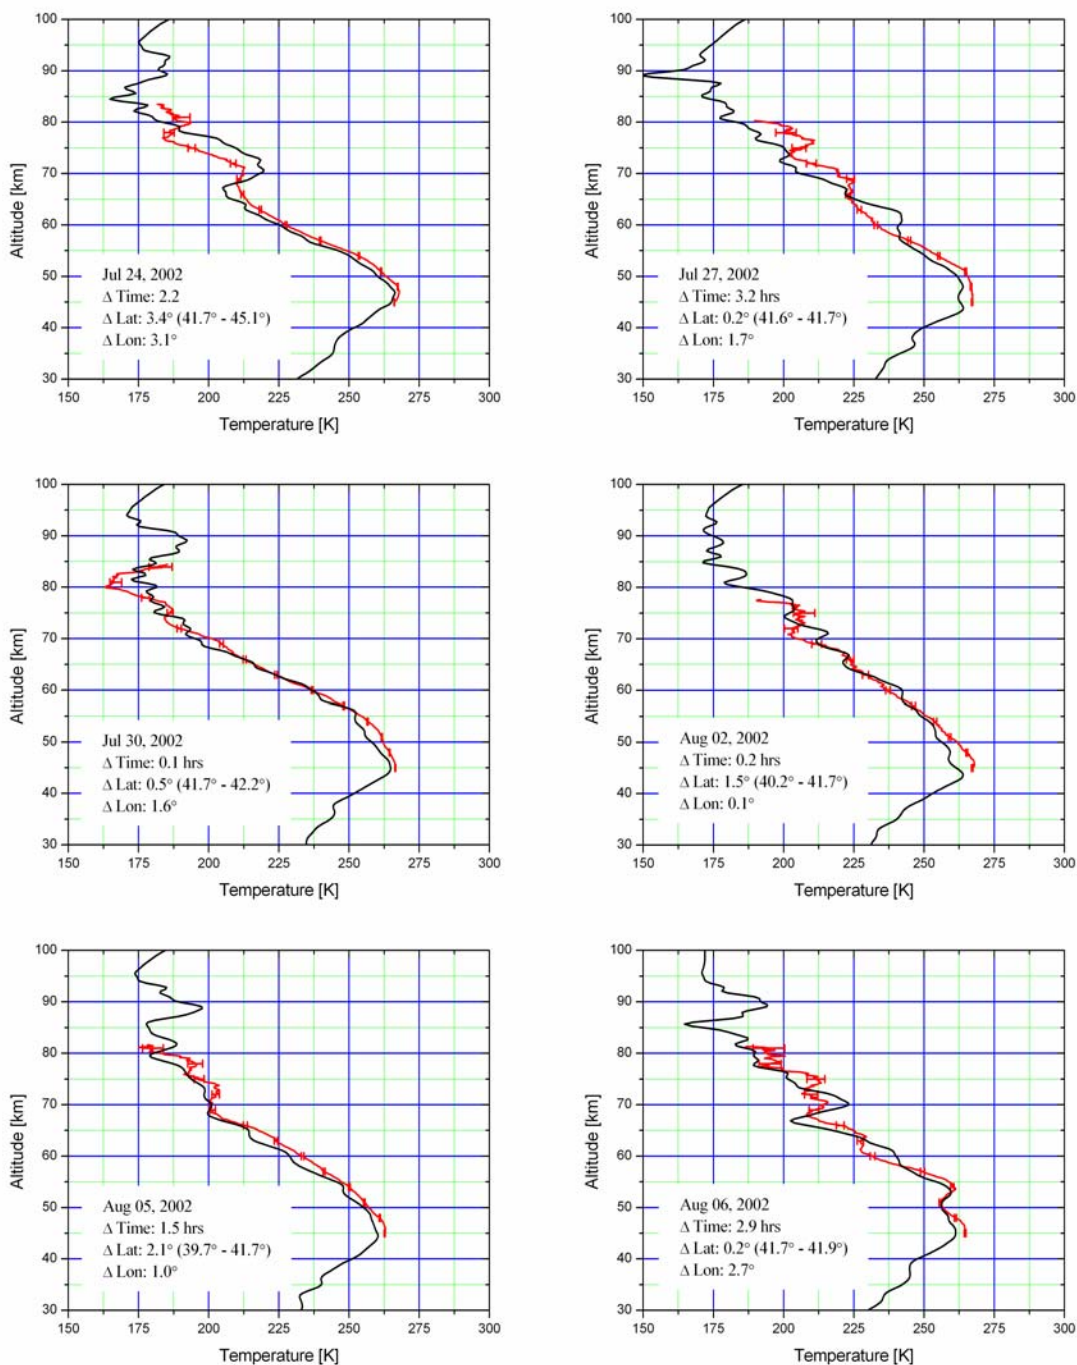 100
90
80
70
60
50
40
30
Altitude [km]
Jul 24, 2002
Δ Time: 2.2
Δ Lat: 3.4° (41.7° - 45.1°)
Δ Lon: 3.1°
150 175 200 225 250 275 300
Temperature [K]
100
90
80
70
60
50
40
30
Altitude [km]
Jul 27, 2002
Δ Time: 3.2 hrs
Δ Lat: 0.2° (41.6° - 41.7°)
Δ Lon: 1.7°
150 175 200 225 250 275 300
Temperature [K]
100
90
80
70
60
50
40
30
Altitude [km]
Jul 30, 2002
Δ Time: 0.1 hrs
Δ Lat: 0.5° (41.7° - 42.2°)
Δ Lon: 1.6°
150 175 200 225 250 275 300
Temperature [K]
100
90
80
70
60
50
40
30
Altitude [km]
Aug 02, 2002
Δ Time: 0.2 hrs
Δ Lat: 1.5° (40.2° - 41.7°)
Δ Lon: 0.1°
150 175 200 225 250 275 300
Temperature [K]
100
90
80
70
60
50
40
30
Altitude [km]
Aug 05, 2002
Δ Time: 1.5 hrs
Δ Lat: 2.1° (39.7° - 41.7°)
Δ Lon: 1.0°
150 175 200 225 250 275 300
Temperature [K]
100
90
80
70
60
50
40
30
Altitude [km]
Aug 06, 2002
Δ Time: 2.9 hrs
Δ Lat: 0.2° (41.7° - 41.9°)
Δ Lon: 2.7°
150 175 200 225 250 275 300
Temperature [K]